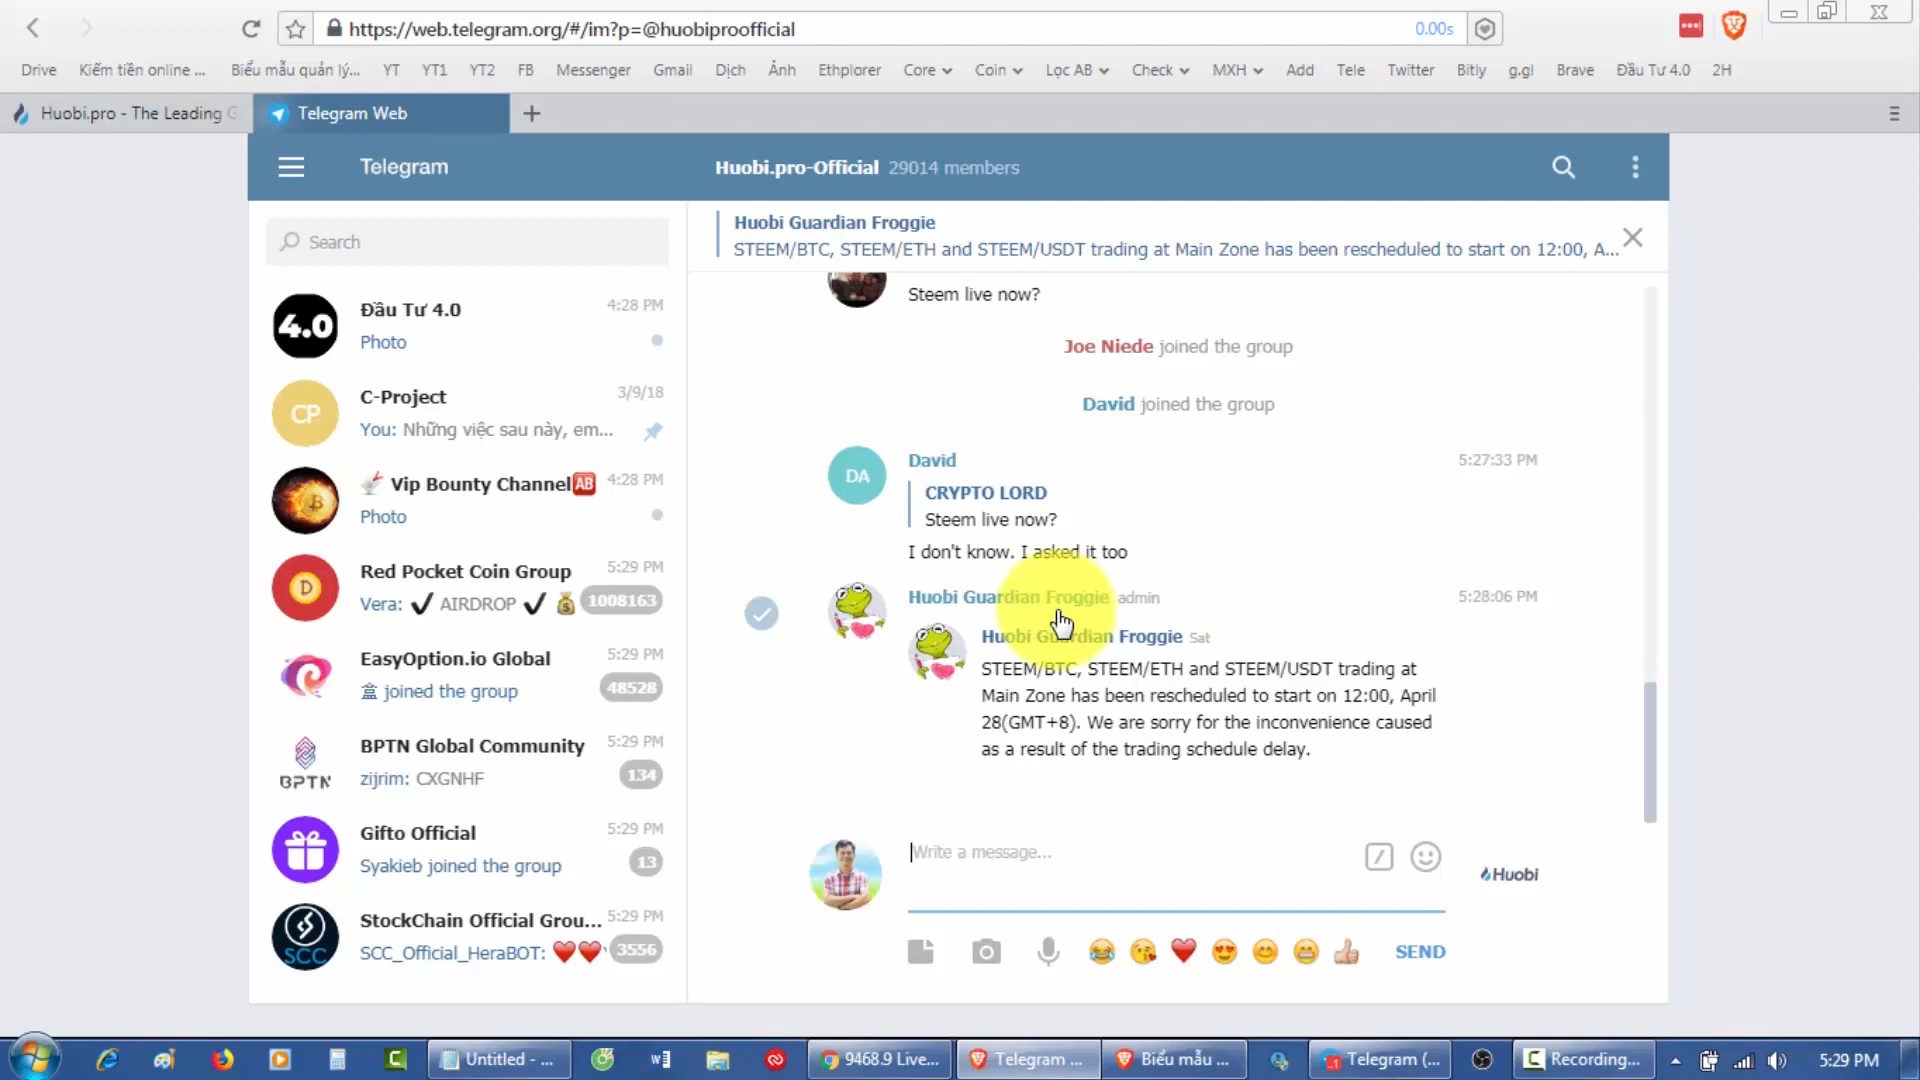 https://web.telegram.org/#/im?p=@huobiproofficial
0.00s
Drive Kiếm tiền online ... Biểu mẫu quản lý... YT YT1 YT2 FB Messenger Gmail Dịch Ảnh Ethplorer Core Coin Lọc AB Check MXH Add Tele Twitter Bitly g.gl Brave Đầu Tư 4.0 2H
Huobi.pro - The Leading G
Telegram Web
Telegram
Huobi.pro-Official 29014 members
Search
Huobi Guardian Froggie
STEEM/BTC, STEEM/ETH and STEEM/USDT trading at Main Zone has been rescheduled to start on 12:00, A...
4.0
Đầu Tư 4.0 4:28 PM
Photo
CP
C-Project 3/9/18
You: Những việc sau này, em...
Vip Bounty Channel AB 4:28 PM
Photo
D
Red Pocket Coin Group 5:29 PM
Vera: ✔ AIRDROP ✔ 💰 1008163
EasyOption.io Global 5:29 PM
盒 joined the group 48528
BPTN
BPTN Global Community 5:29 PM
zijrim: CXGNHF 134
Gifto Official 5:29 PM
Syakieb joined the group 13
SCC
StockChain Official Grou... 5:29 PM
SCC_Official_HeraBOT: ❤❤ 3556
Steem live now?
Joe Niede joined the group
David joined the group
DA
David 5:27:33 PM
CRYPTO LORD
Steem live now?
I don't know. I asked it too
Huobi Guardian Froggie admin 5:28:06 PM
Huobi Guardian Froggie Sat
STEEM/BTC, STEEM/ETH and STEEM/USDT trading at
Main Zone has been rescheduled to start on 12:00, April
28(GMT+8). We are sorry for the inconvenience caused
as a result of the trading schedule delay.
Write a message...
Huobi
SEND
Untitled - ...
9468.9 Live...
Telegram ...
Biểu mẫu ...
Telegram (...
Recording...
5:29 PM